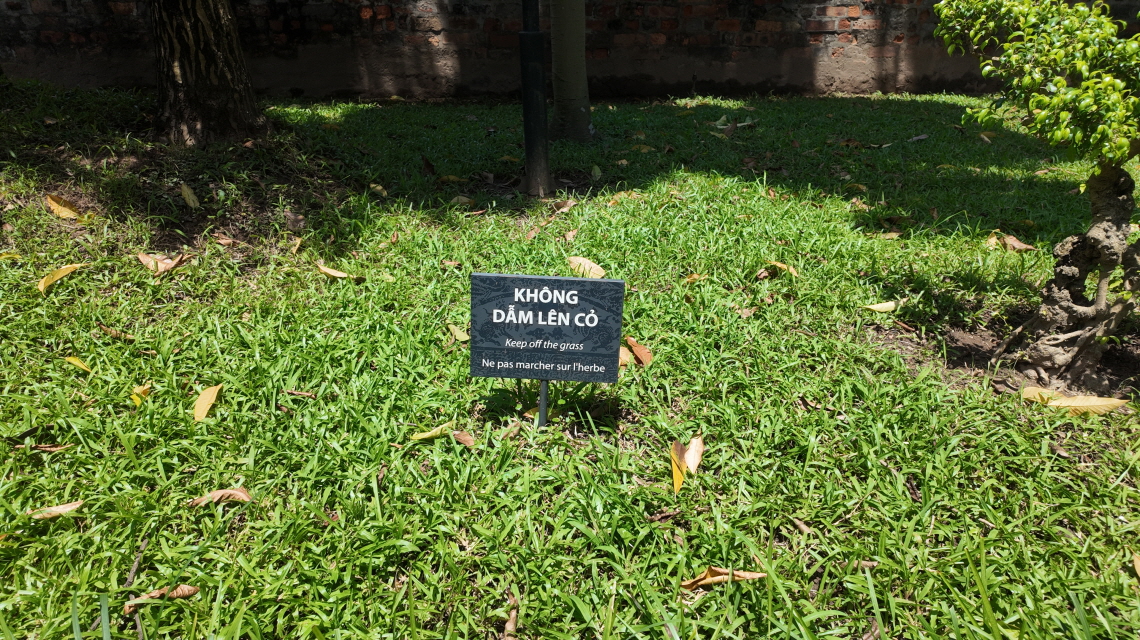 KHÔNG
DẪM LÊN CỎ
Keep off the grass
Ne pas marcher sur l'herbe